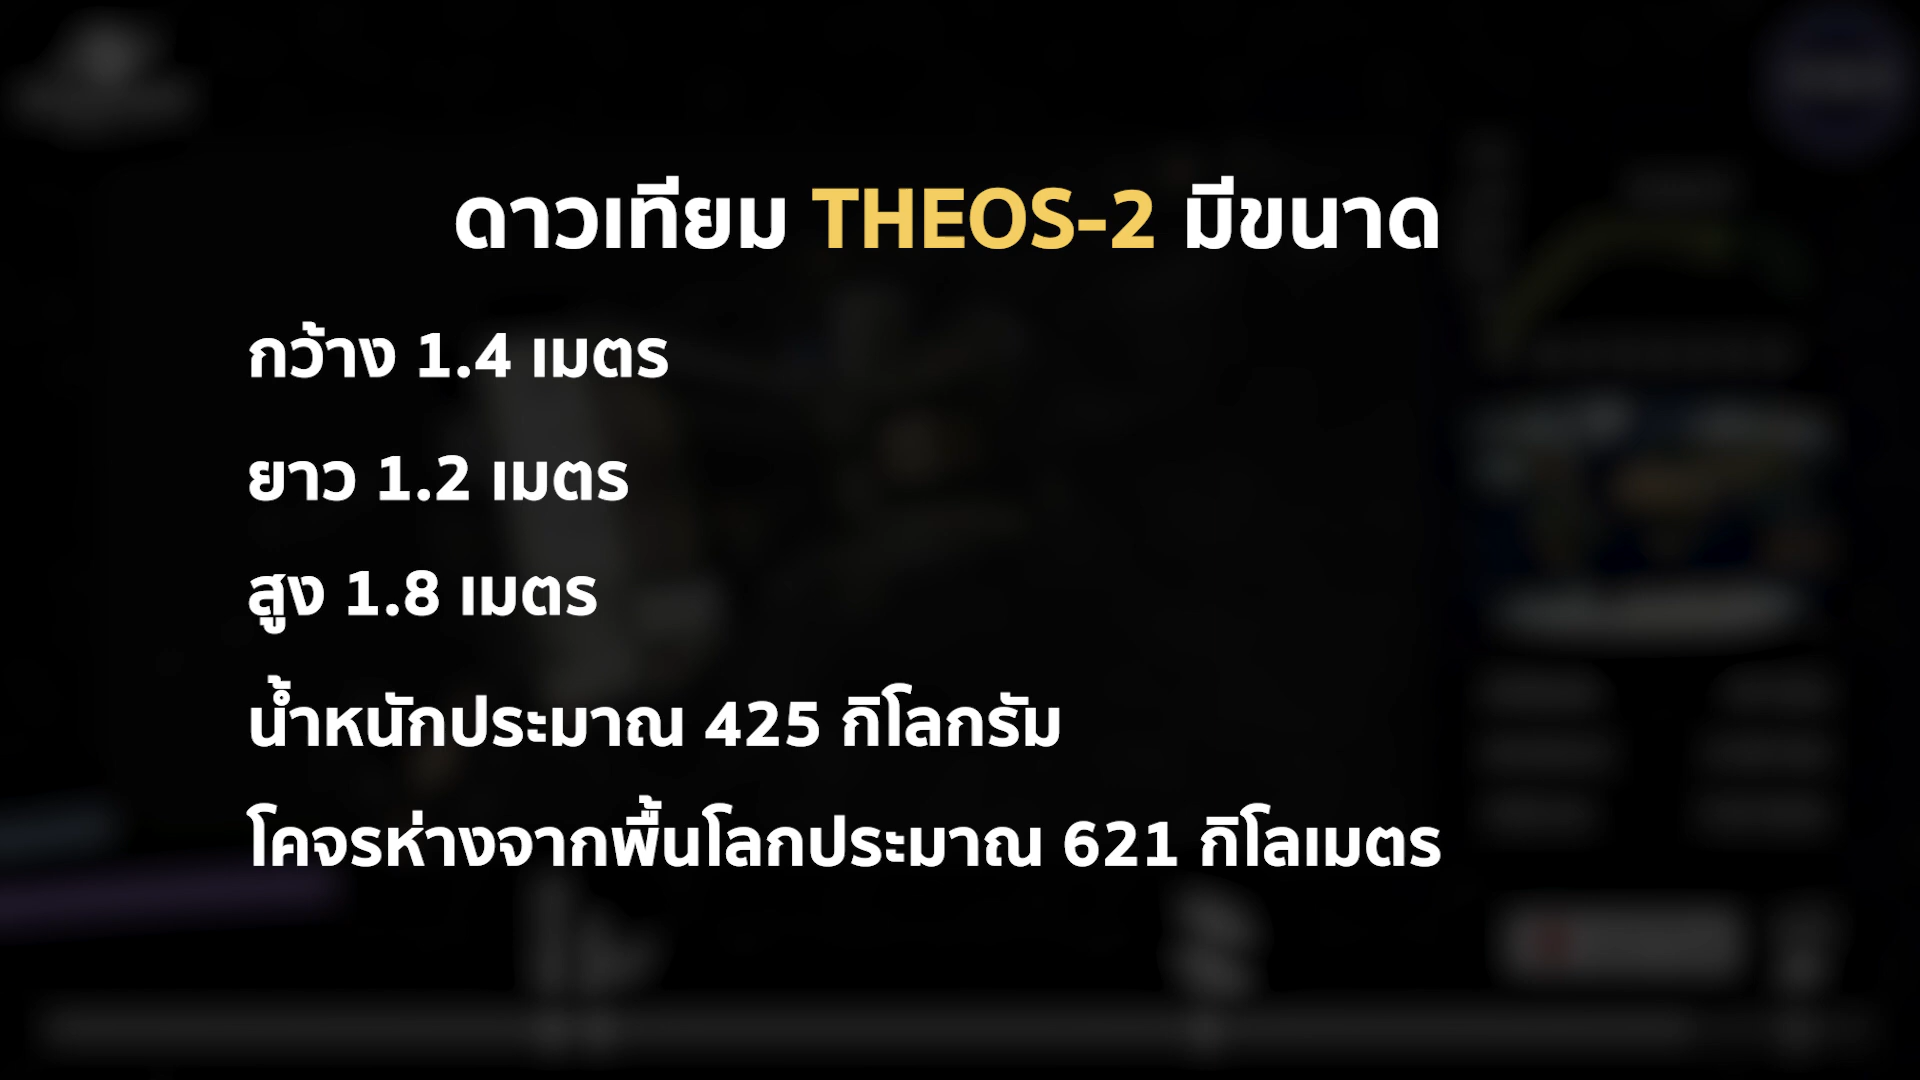 ดาวเทียม THEOS-2 มีขนาด
กว้าง 1.4 เมตร
ยาว 1.2 เมตร
สูง 1.8 เมตร
น้ำหนักประมาณ 425 กิโลกรัม
โคจรห่างจากพื้นโลกประมาณ 621 กิโลเมตร